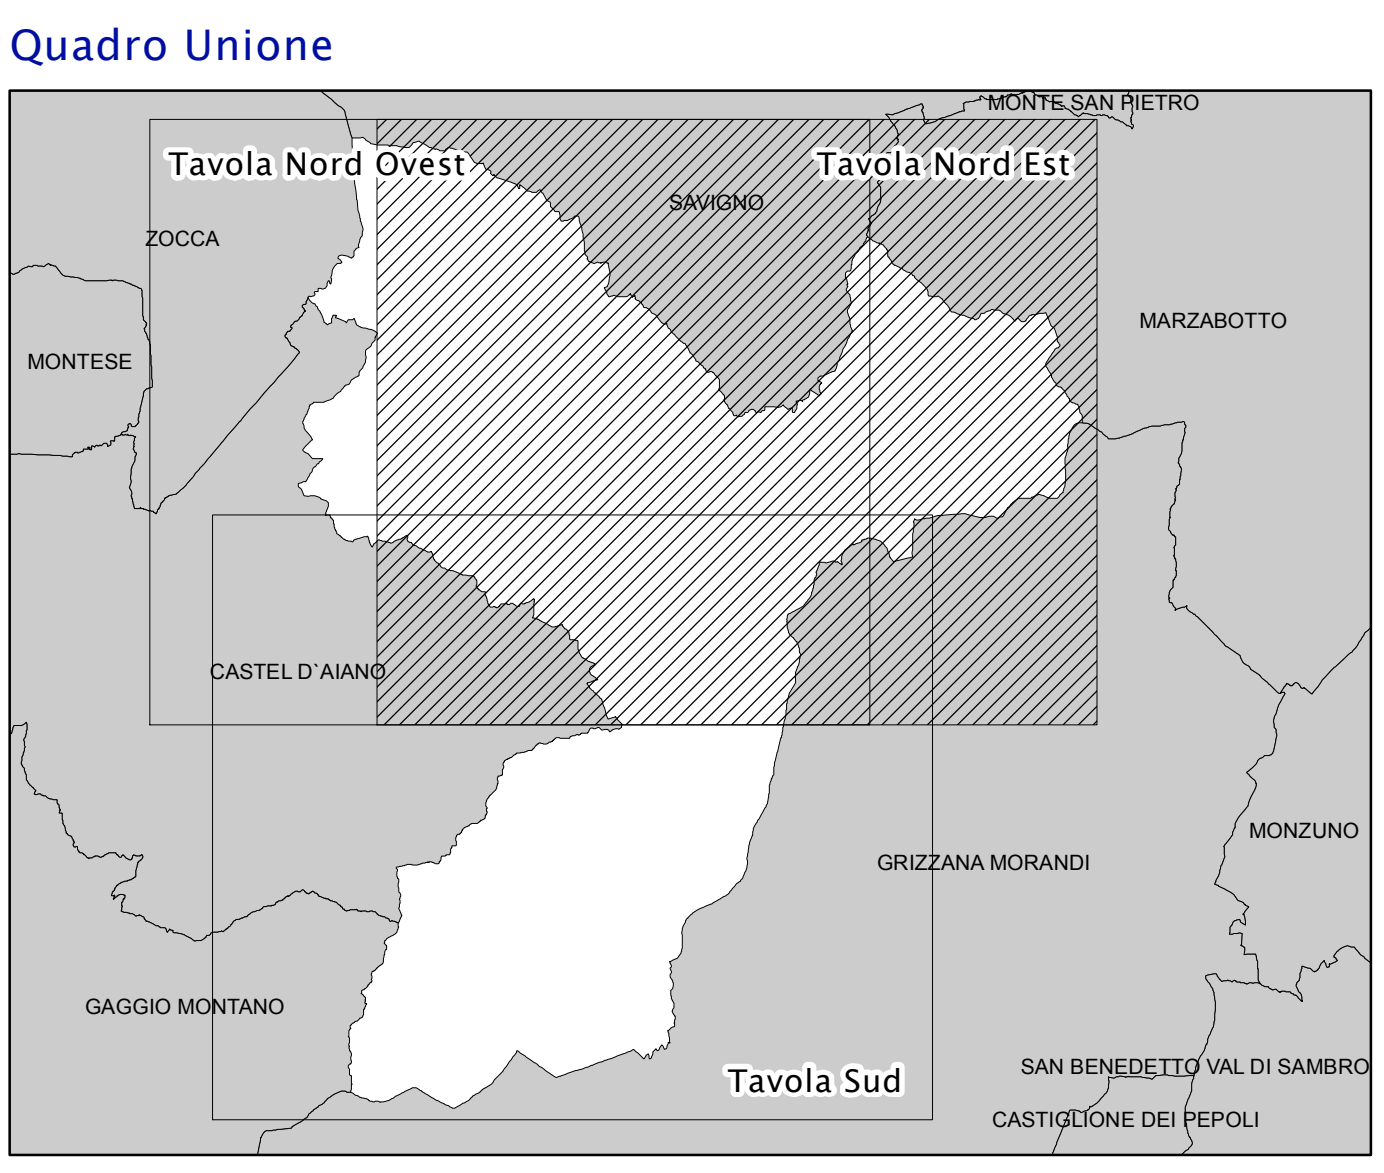 Quadro Unione
MONTE SAN PIETRO
Tavola Nord Ovest
Tavola Nord Est
SAVIGNO
ZOCCA
MARZABOTTO
MONTESE
CASTEL D`AIANO
MONZUNO
GRIZZANA MORANDI
GAGGIO MONTANO
SAN BENEDETTO VAL DI SAMBRO
Tavola Sud
CASTIGLIONE DEI PEPOLI